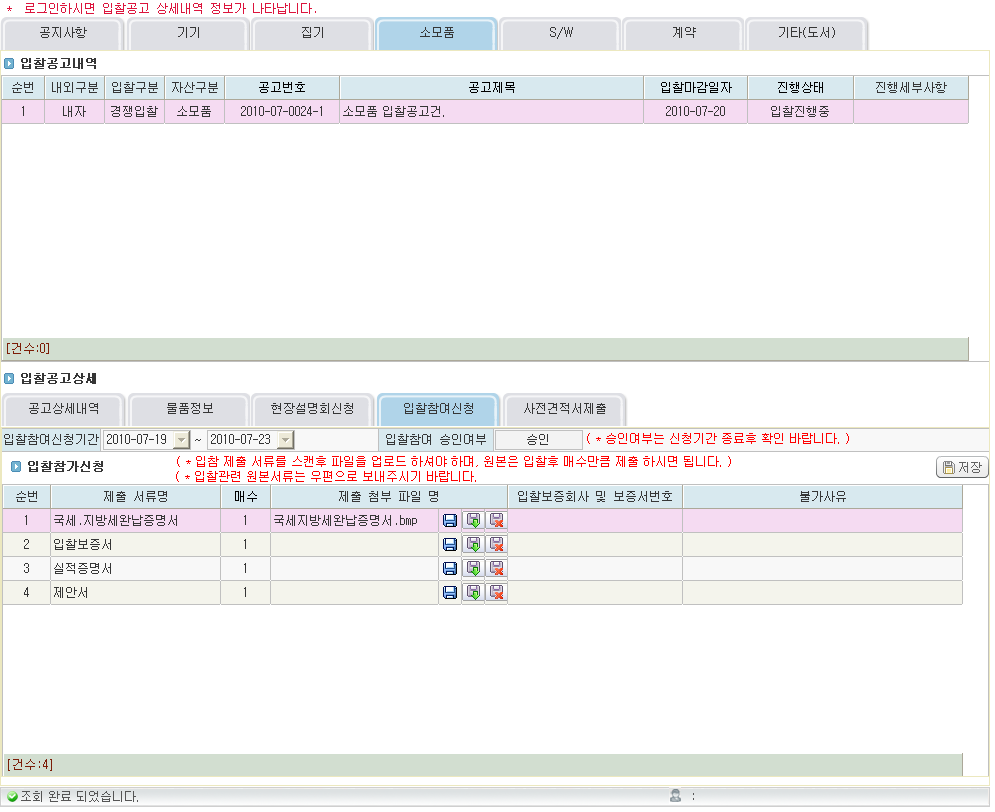 * 로그인하시면 입찰공고 상세내역 정보가 나타납니다.
공지사항 기기 집기 소모품 S/W 계약 기타(도서)
입찰공고내역
순번 내외구분 입찰구분 자산구분 공고번호 공고제목 입찰마감일자 진행상태 진행세부사항
1 내자 경쟁입찰 소모품 2010-07-0024-1 소모품 입찰공고건. 2010-07-20 입찰진행중
[건수:0]
입찰공고상세
공고상세내역 물품정보 현장설명회신청 입찰참여신청 사전견적서제출
입찰참여신청기간 2010-07-19 ~ 2010-07-23 입찰참여 승인여부 승인 ( * 승인여부는 신청기간 종료후 확인 바랍니다. )
입찰참가신청 ( * 입참 제출 서류를 스캔후 파일을 업로드 하셔야 하며, 원본은 입찰후 매수만큼 제출 하시면 됩니다. )
( * 입찰관련 원본서류는 우편으로 보내주시기 바랍니다.
저장
순번 제출 서류명 매수 제출 첨부 파일 명 입찰보증회사 및 보증서번호 불가사유
1 국세.지방세완납증명서 1 국세지방세완납증명서.bmp
2 입찰보증서 1
3 실적증명서 1
4 제안서 1
[건수:4]
조회 완료 되었습니다. :